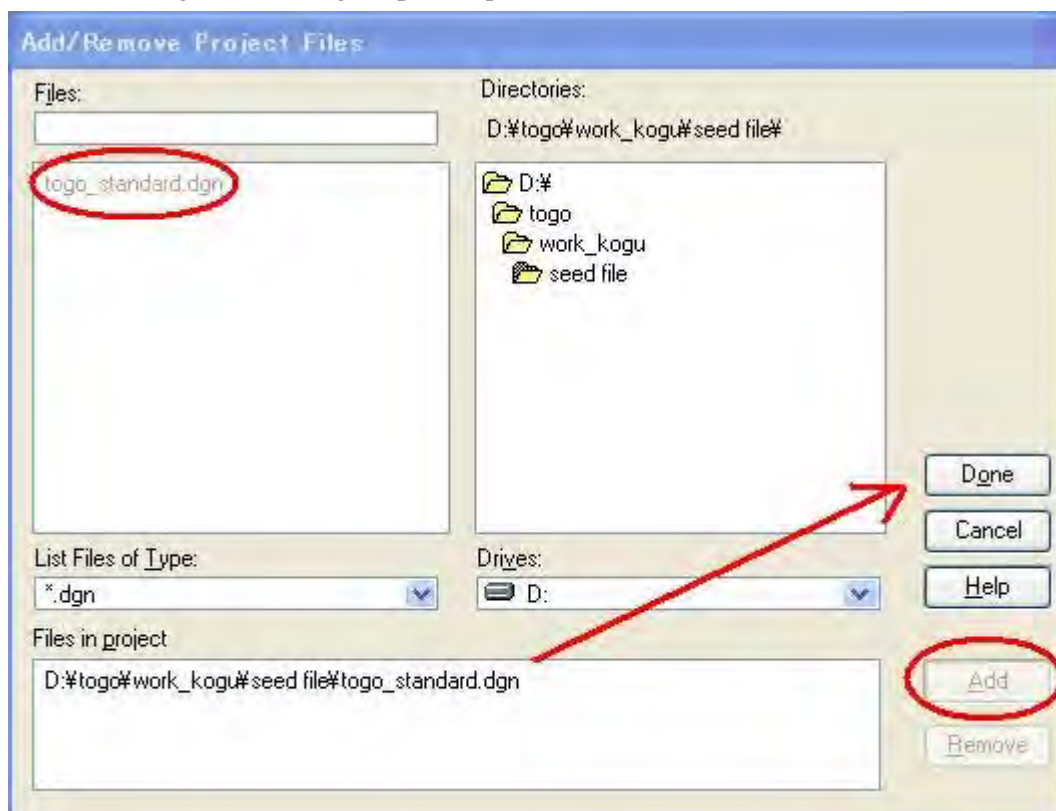 Add/Remove Project Files
Files:
Directories:
D:¥togo¥work_kogu¥seed file¥
togo_standard.dgn
D:¥
togo
work_kogu
seed file
Done
Cancel
Help
List Files of Type:
*.dgn
Drives:
D:
Files in project
D:¥togo¥work_kogu¥seed file¥togo_standard.dgn
Add
Remove